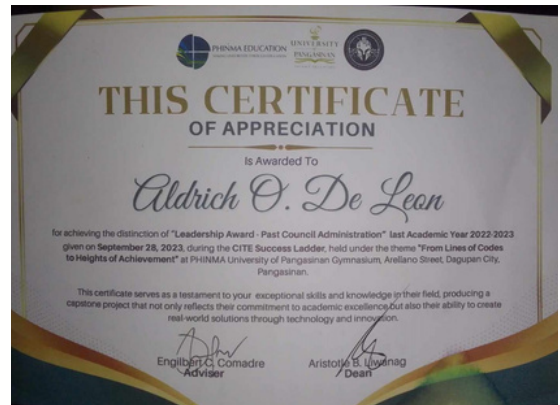 PHINMA EDUCATION
UNIVERSITY
OF
PANGASINAN
THIS CERTIFICATE
OF APPRECIATION
Is Awarded To
Aldrich O. De Leon
for achieving the distinction of "Leadership Award - Past Council Administration" last Academic Year 2022-2023
given on September 28, 2023, during the CITE Success Ladder, held under the theme "From Lines of Codes
to Heights of Achievement" at PHINMA University of Pangasinan Gymnasium, Arellano Street, Dagupan City,
Pangasinan.
This certificate serves as a testament to your exceptional skills and knowledge in their field, producing a
capstone project that not only reflects their commitment to academic excellence but also their ability to create
real-world solutions through technology and innovation.
Engilbert C. Comadre
Adviser
Aristotle B. Liwanag
Dean